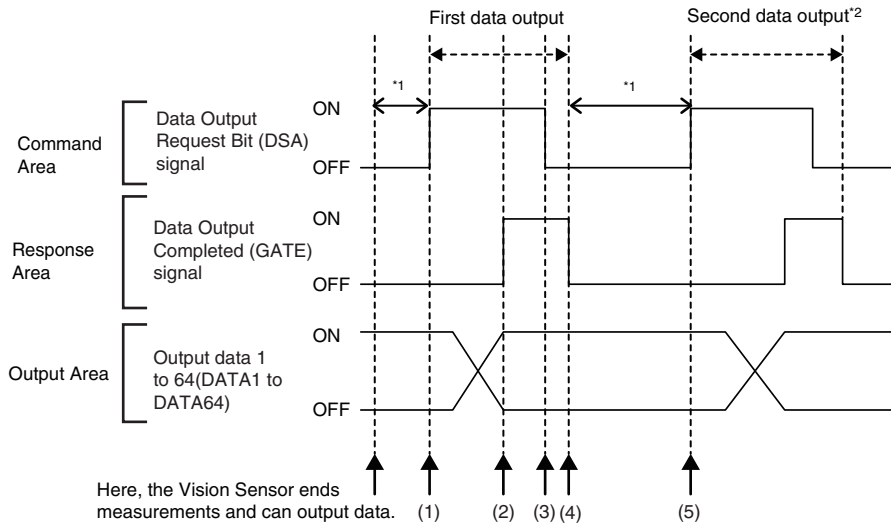 First data output
Second data output*2
*1
*1
Command
Area
Data Output
Request Bit (DSA)
signal
ON
OFF
Response
Area
Data Output
Completed (GATE)
signal
ON
OFF
Output Area
Output data 1
to 64(DATA1 to
DATA64)
ON
OFF
Here, the Vision Sensor ends
measurements and can output data.
(1)
(2)
(3)
(4)
(5)